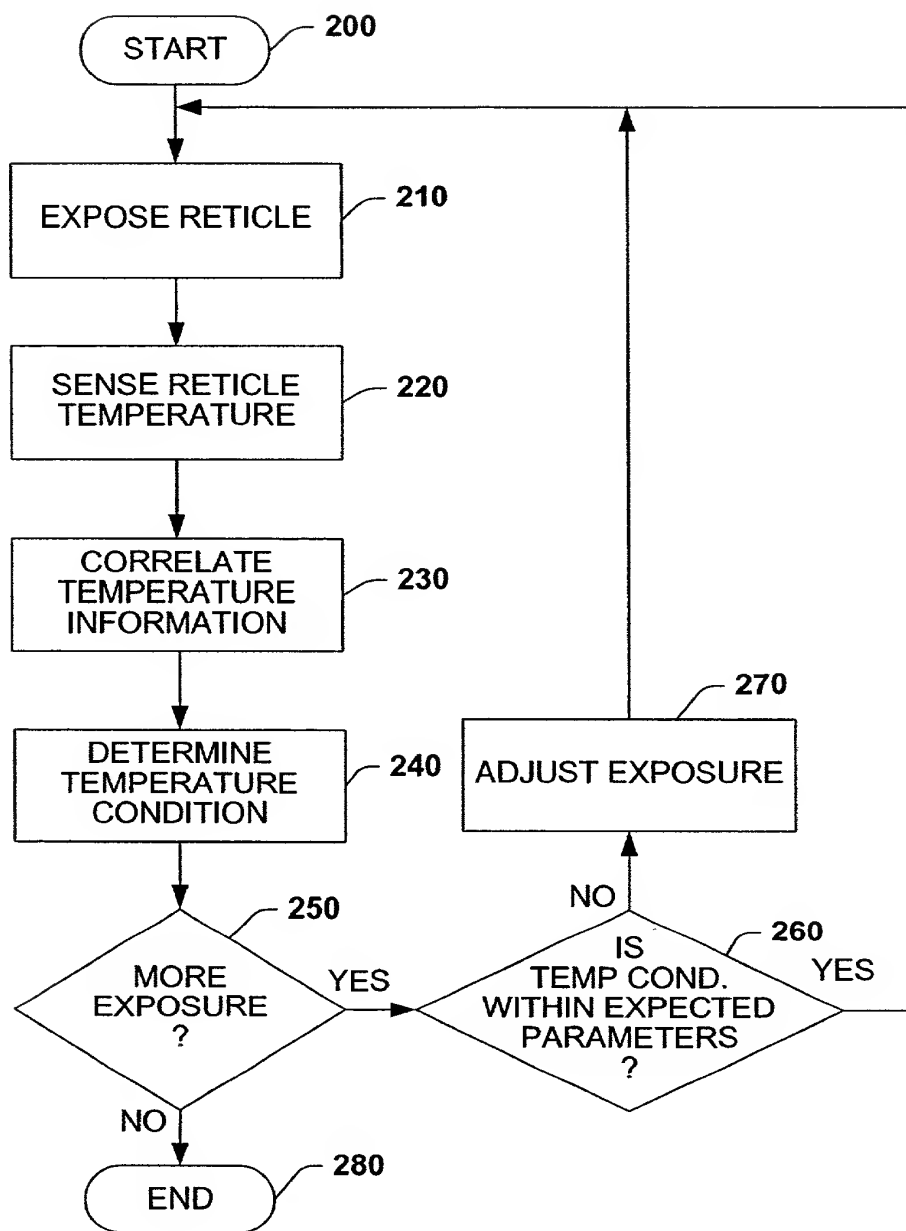 START
200
EXPOSE RETICLE
210
SENSE RETICLE
TEMPERATURE
220
CORRELATE
TEMPERATURE
INFORMATION
230
DETERMINE
TEMPERATURE
CONDITION
240
270
ADJUST EXPOSURE
250
MORE
EXPOSURE
?
YES
NO
260
IS
TEMP COND.
WITHIN EXPECTED
PARAMETERS
?
NO
YES
END
280